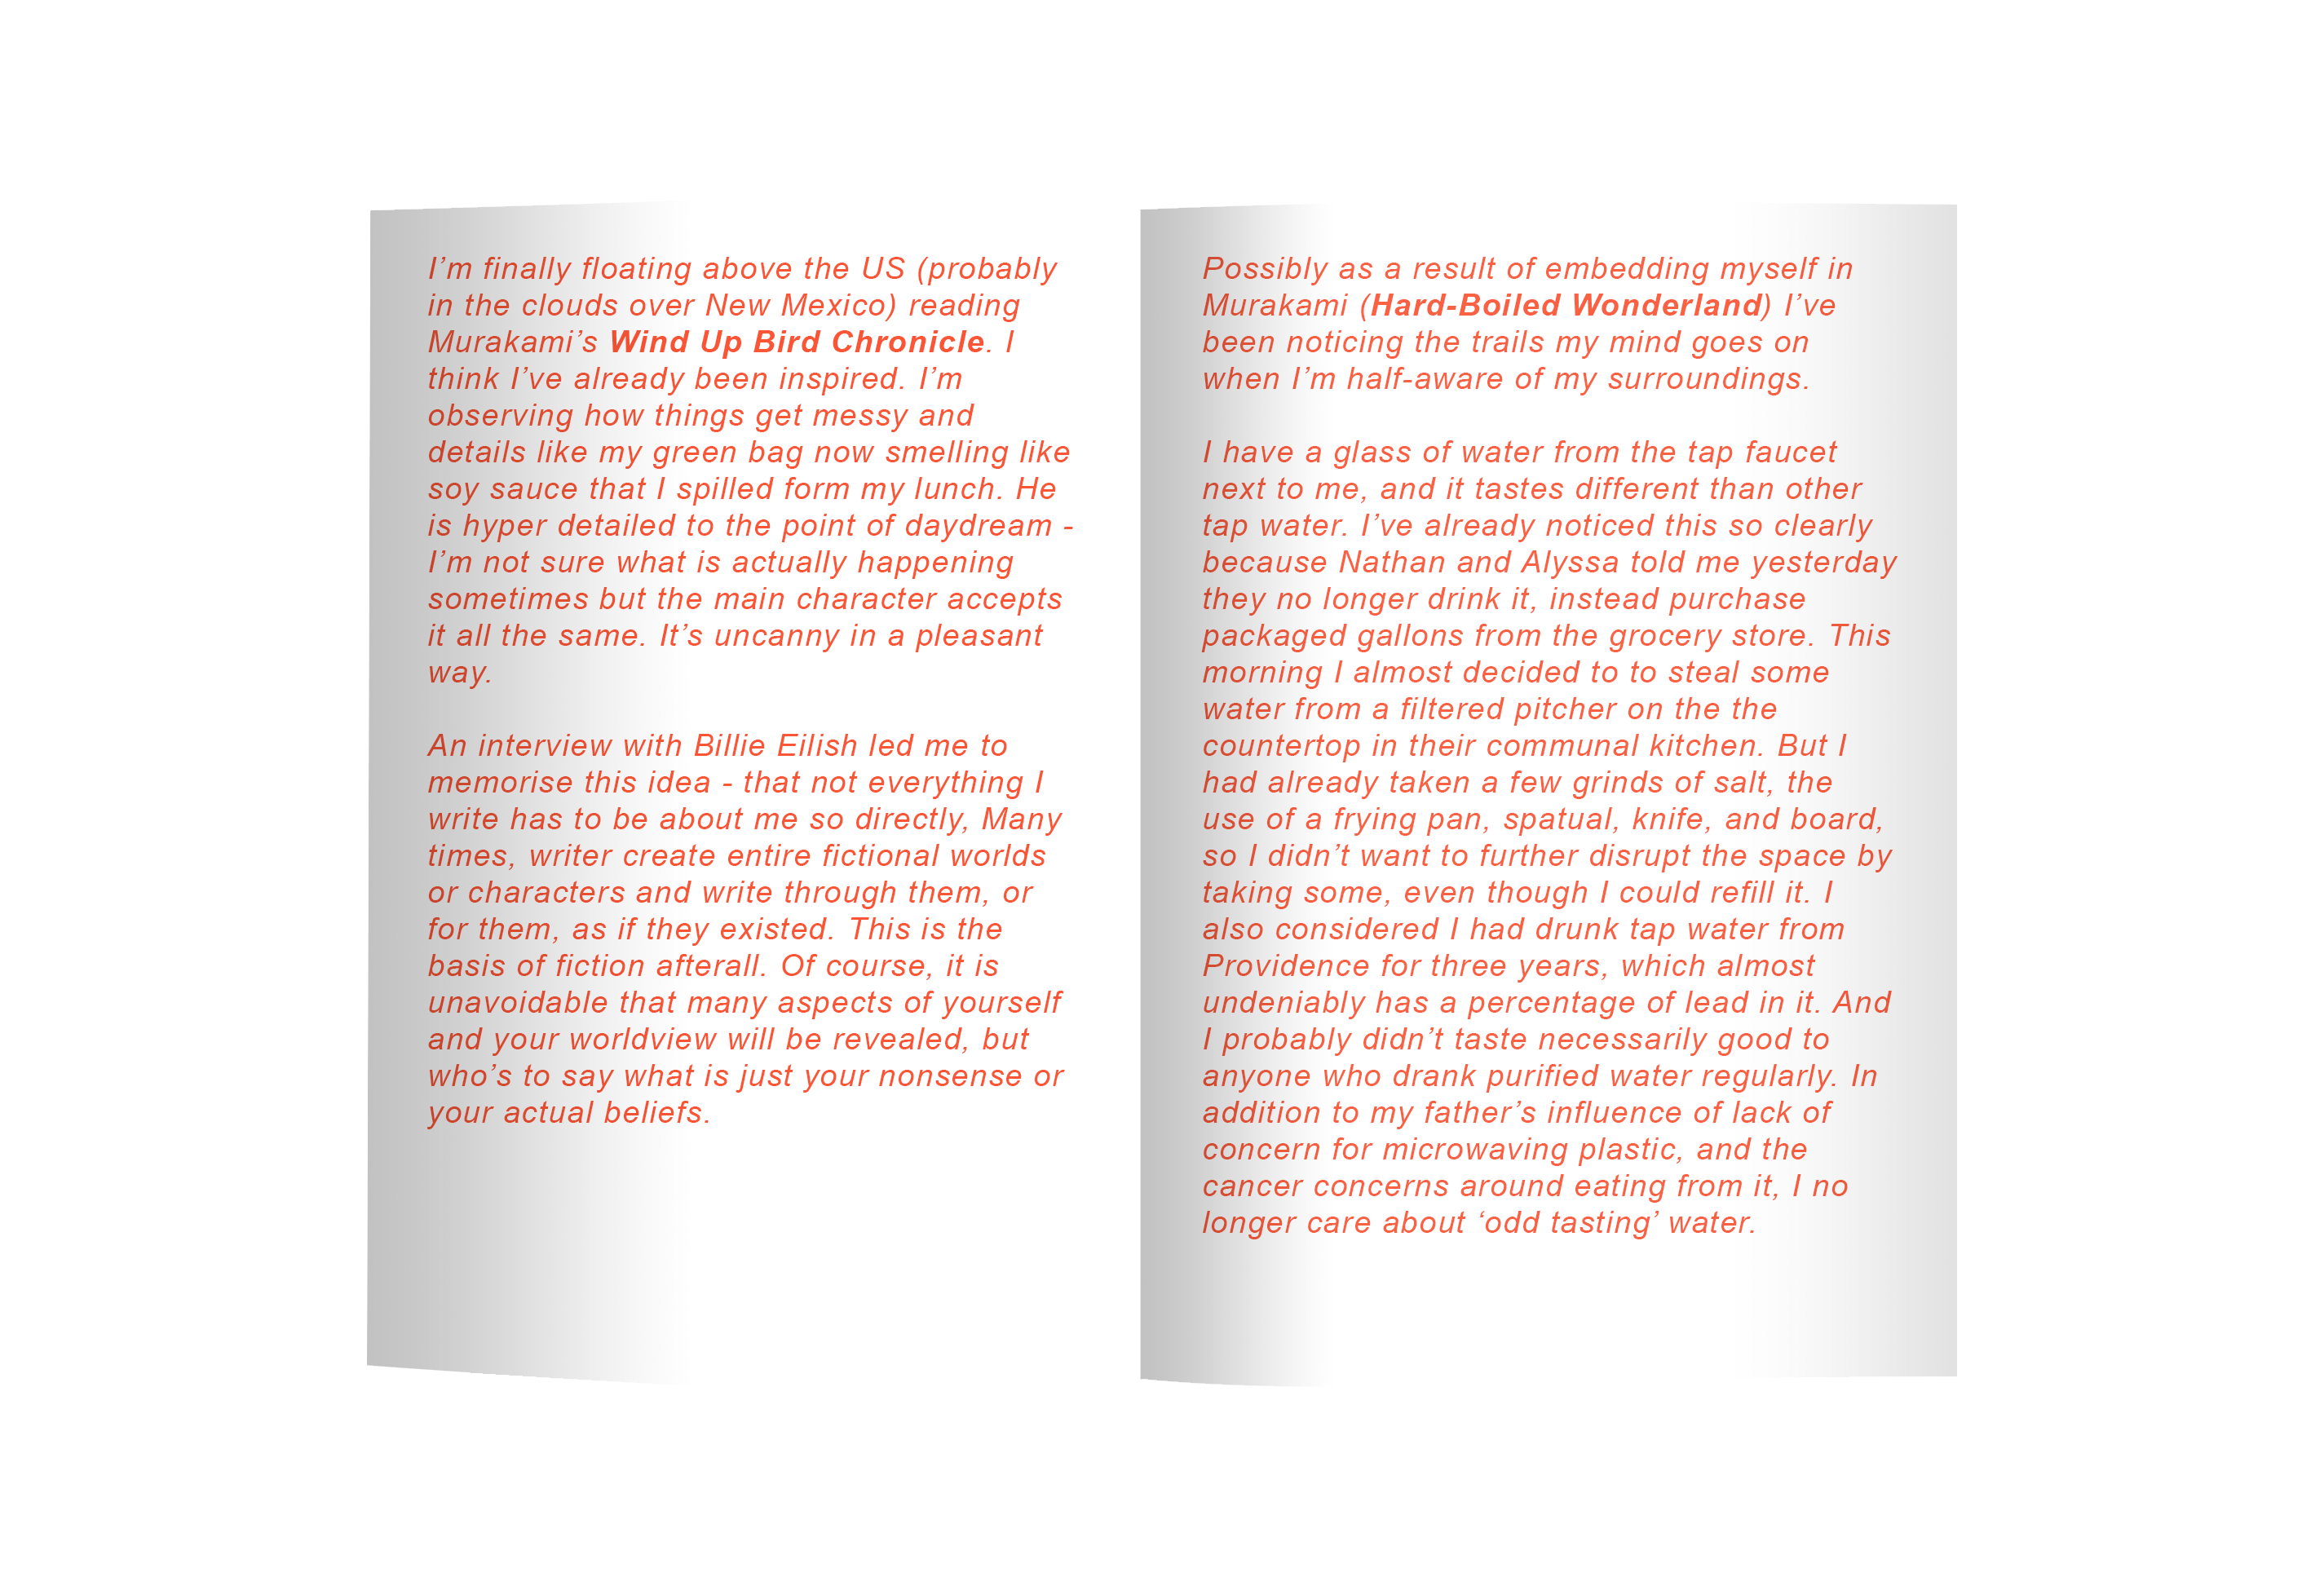 I’m finally floating above the US (probably
in the clouds over New Mexico) reading
Murakami’s Wind Up Bird Chronicle. I
think I’ve already been inspired. I’m
observing how things get messy and
details like my green bag now smelling like
soy sauce that I spilled form my lunch. He
is hyper detailed to the point of daydream -
I’m not sure what is actually happening
sometimes but the main character accepts
it all the same. It’s uncanny in a pleasant
way.

An interview with Billie Eilish led me to
memorise this idea - that not everything I
write has to be about me so directly, Many
times, writer create entire fictional worlds
or characters and write through them, or
for them, as if they existed. This is the
basis of fiction afterall. Of course, it is
unavoidable that many aspects of yourself
and your worldview will be revealed, but
who’s to say what is just your nonsense or
your actual beliefs.

Possibly as a result of embedding myself in
Murakami (Hard-Boiled Wonderland) I’ve
been noticing the trails my mind goes on
when I’m half-aware of my surroundings.

I have a glass of water from the tap faucet
next to me, and it tastes different than other
tap water. I’ve already noticed this so clearly
because Nathan and Alyssa told me yesterday
they no longer drink it, instead purchase
packaged gallons from the grocery store. This
morning I almost decided to to steal some
water from a filtered pitcher on the the
countertop in their communal kitchen. But I
had already taken a few grinds of salt, the
use of a frying pan, spatual, knife, and board,
so I didn’t want to further disrupt the space by
taking some, even though I could refill it. I
also considered I had drunk tap water from
Providence for three years, which almost
undeniably has a percentage of lead in it. And
I probably didn’t taste necessarily good to
anyone who drank purified water regularly. In
addition to my father’s influence of lack of
concern for microwaving plastic, and the
cancer concerns around eating from it, I no
longer care about ‘odd tasting’ water.